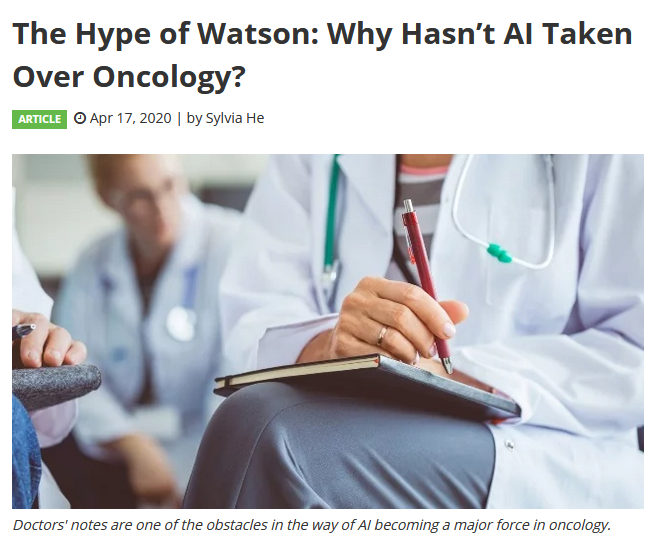 The Hype of Watson: Why Hasn’t AI Taken
Over Oncology?
ARTICLE Apr 17, 2020 | by Sylvia He
Doctors' notes are one of the obstacles in the way of AI becoming a major force in oncology.